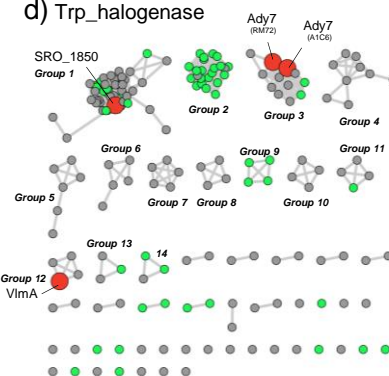 d) Trp_halogenase
Ady7
(RM72)
Ady7
(A1C6)
SRO_1850
Group 1
Group 2
Group 3
Group 4
Group 5
Group 6
Group 7
Group 8
Group 9
Group 10
Group 11
Group 12
VlmA
Group 13
14